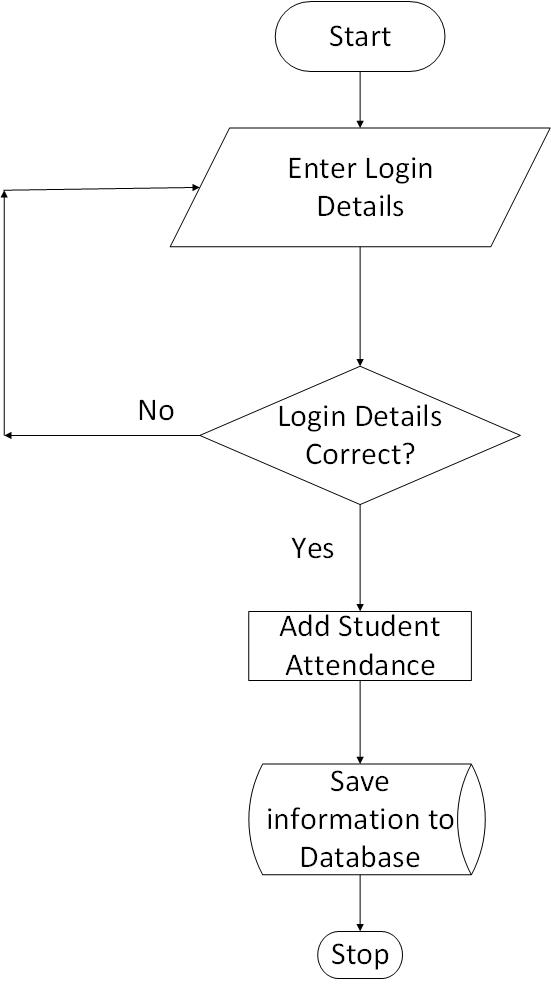 Start
Enter Login
Details
Login Details
Correct?
No
Yes
Add Student
Attendance
Save
information to
Database
Stop